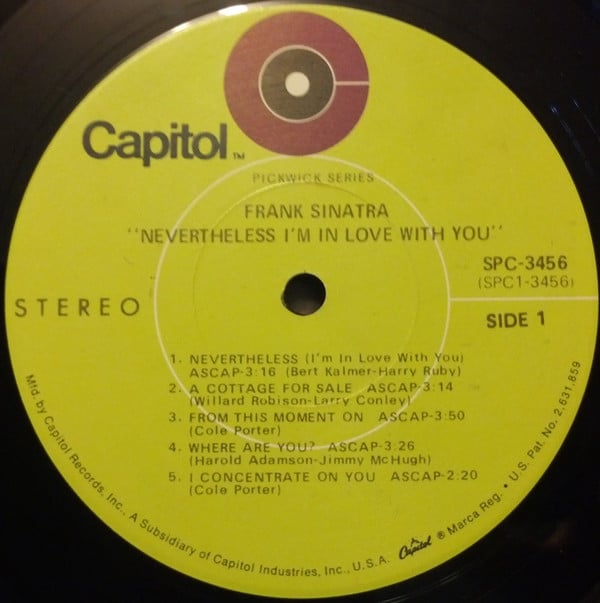 Capitol TM
PICKWICK SERIES
FRANK SINATRA
"NEVERTHELESS I'M IN LOVE WITH YOU"
SPC-3456
(SPC1-3456)
STEREO
SIDE 1
1. NEVERTHELESS (I'm In Love With You)
ASCAP-3:16 (Bert Kalmer-Harry Ruby)
2. A COTTAGE FOR SALE ASCAP-3:14
(Willard Robison-Larry Conley)
3. FROM THIS MOMENT ON ASCAP-3:50
(Cole Porter)
4. WHERE ARE YOU? ASCAP-3:26
(Harold Adamson-Jimmy McHugh)
5. I CONCENTRATE ON YOU ASCAP-2:20
(Cole Porter)
Mfd. by Capitol Records, Inc., A Subsidiary of Capitol Industries, Inc., U.S.A. Capitol ® Marca Reg. • U.S. Pat. No. 2,631,859